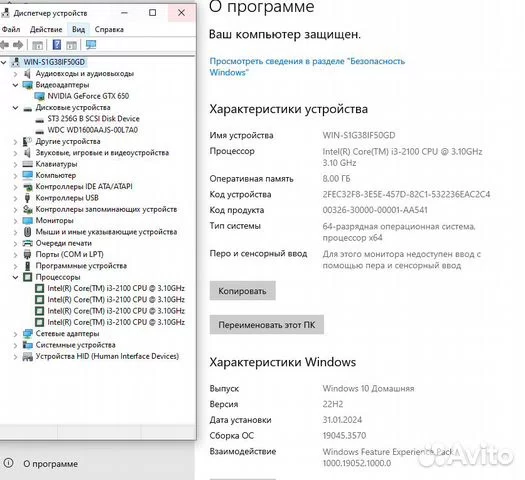 Диспетчер устройств
Файл Действие Вид Справка
WIN-S1G38IF50GD
Аудиовходы и аудиовыходы
Видеоадаптеры
NVIDIA GeForce GTX 650
Дисковые устройства
ST3 256G B SCSI Disk Device
WDC WD1600AAJS-00L7A0
Другие устройства
Звуковые, игровые и видеоустройства
Клавиатуры
Компьютер
Контроллеры IDE ATA/ATAPI
Контроллеры USB
Контроллеры запоминающих устройств
Мониторы
Мыши и иные указывающие устройства
Очереди печати
Порты (COM и LPT)
Программные устройства
Процессоры
Intel(R) Core(TM) i3-2100 CPU @ 3.10GHz
Intel(R) Core(TM) i3-2100 CPU @ 3.10GHz
Intel(R) Core(TM) i3-2100 CPU @ 3.10GHz
Intel(R) Core(TM) i3-2100 CPU @ 3.10GHz
Сетевые адаптеры
Системные устройства
Устройства HID (Human Interface Devices)
О программе
О программе
Ваш компьютер защищен.
Просмотреть сведения в разделе "Безопасность
Windows"
Характеристики устройства
Имя устройства WIN-S1G38IF50GD
Процессор Intel(R) Core(TM) i3-2100 CPU @ 3.10GHz
3.10 GHz
Оперативная память 8,00 ГБ
Код устройства 2FEC32F8-3E5E-457D-82C1-532236EAC2C4
Код продукта 00326-30000-00001-AA541
Тип системы 64-разрядная операционная система,
процессор x64
Перо и сенсорный ввод Для этого монитора недоступен ввод с
помощью пера и сенсорный ввод
Копировать
Переименовать этот ПК
Характеристики Windows
Выпуск Windows 10 Домашняя
Версия 22H2
Дата установки 31.01.2024
Сборка ОС 19045.3570
Взаимодействие Windows Feature Experience Pack
1000.19052.1000.0
Avito